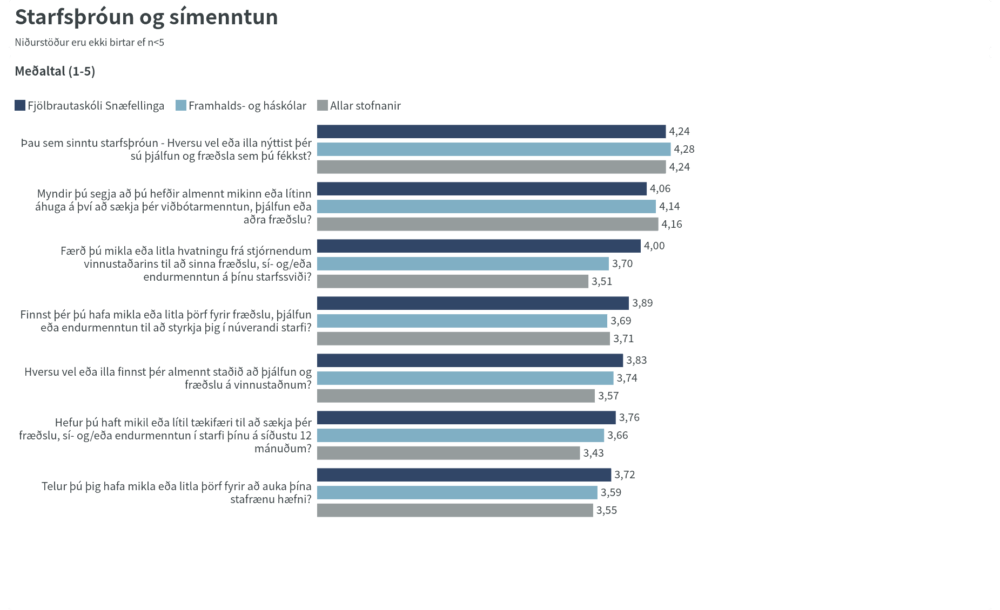 Starfsþróun og símenntun
Niðurstöður eru ekki birtar ef n<5
Meðaltal (1-5)
Fjölbrautaskóli Snæfellinga Framhalds- og háskólar Allar stofnanir
Þau sem sinntu starfsþróun - Hversu vel eða illa nýttist þér
sú þjálfun og fræðsla sem þú fékkst?
4,24
4,28
4,24
Myndir þú segja að þú hefðir almennt mikinn eða lítinn
áhuga á því að sækja þér viðbótarmenntun, þjálfun eða
aðra fræðslu?
4,06
4,14
4,16
Færð þú mikla eða litla hvatningu frá stjórnendum
vinnustaðarins til að sinna fræðslu, sí- og/eða
endurmenntun á þínu starfssviði?
4,00
3,70
3,51
Finnst þér þú hafa mikla eða litla þörf fyrir fræðslu, þjálfun
eða endurmenntun til að styrkja þig í núverandi starfi?
3,89
3,69
3,71
Hversu vel eða illa finnst þér almennt staðið að þjálfun og
fræðslu á vinnustaðnum?
3,83
3,74
3,57
Hefur þú haft mikil eða lítil tækifæri til að sækja þér
fræðslu, sí- og/eða endurmenntun í starfi þínu á síðustu 12
mánuðum?
3,76
3,66
3,43
Telur þú þig hafa mikla eða litla þörf fyrir að auka þína
stafrænu hæfni?
3,72
3,59
3,55